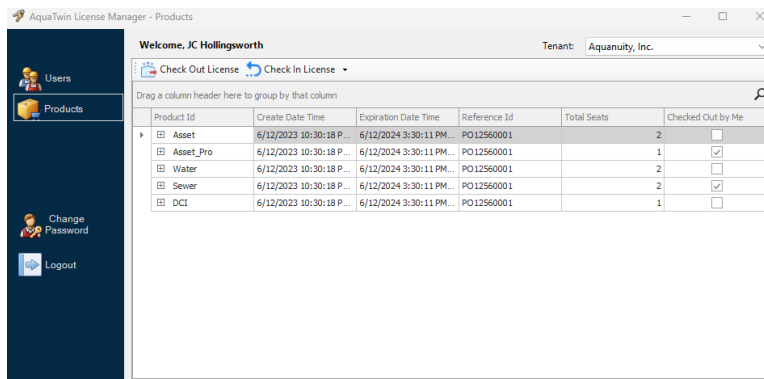 AquaTwin License Manager - Products
Welcome, JC Hollingsworth
Tenant: Aquanuity, Inc.
Users
Products
Change
Password
Logout
Check Out License Check In License
Drag a column header here to group by that column
Product Id Create Date Time Expiration Date Time Reference Id Total Seats Checked Out by Me
Asset 6/12/2023 10:30:18 P... 6/12/2024 3:30:11 PM... PO12560001 2
Asset_Pro 6/12/2023 10:30:18 P... 6/12/2024 3:30:11 PM... PO12560001 1
Water 6/12/2023 10:30:18 P... 6/12/2024 3:30:11 PM... PO12560001 2
Sewer 6/12/2023 10:30:18 P... 6/12/2024 3:30:11 PM... PO12560001 2
DCI 6/12/2023 10:30:18 P... 6/12/2024 3:30:11 PM... PO12560001 1